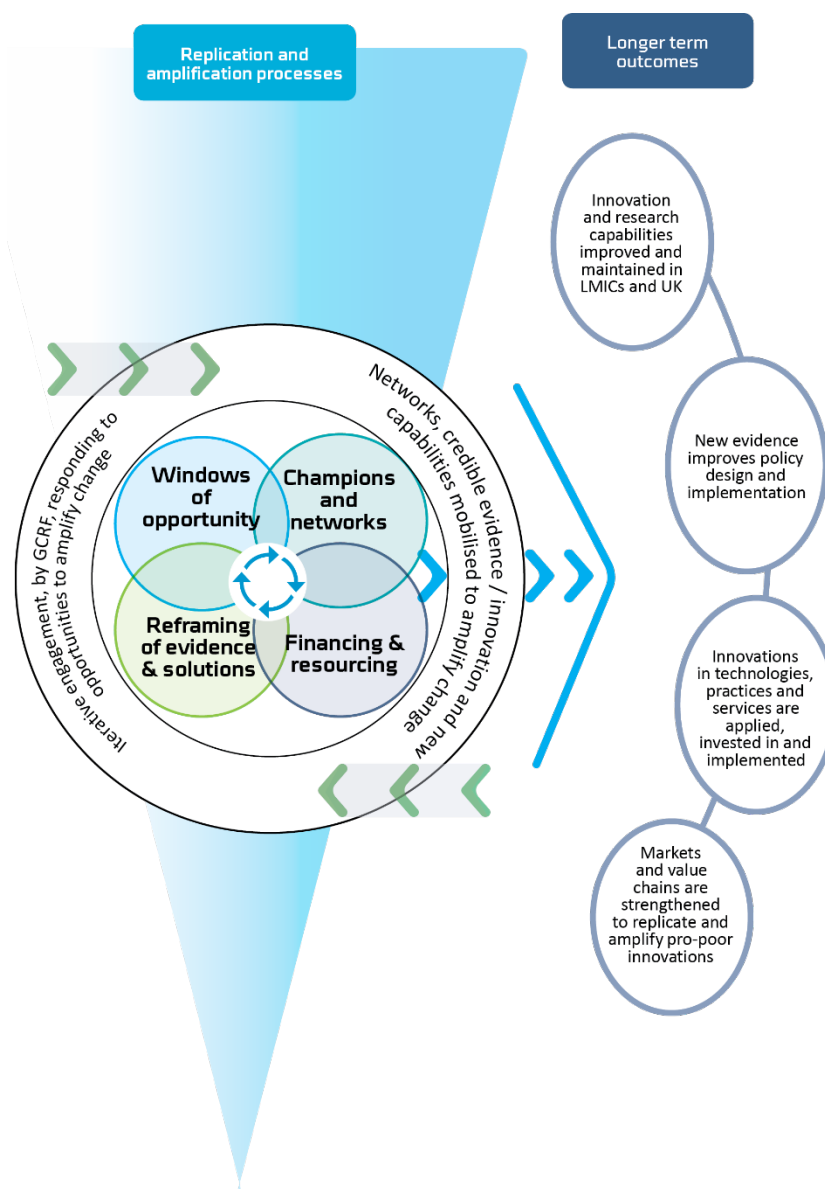 Replication and
amplification processes
Longer term
outcomes
Innovation
and research
capabilities
improved and
maintained in
LMICs and UK
Iterative engagement, by GCRF, responding to
opportunities to amplify change
Networks, credible evidence / innovation and new
capabilities mobilised to amplify change
Windows
of
opportunity
Champions
and
networks
Reframing
of evidence
& solutions
Financing &
resourcing
New evidence
improves policy
design and
implementation
Innovations
in technologies,
practices and
services are
applied,
invested in and
implemented
Markets
and value
chains are
strengthened
to replicate and
amplify pro-poor
innovations